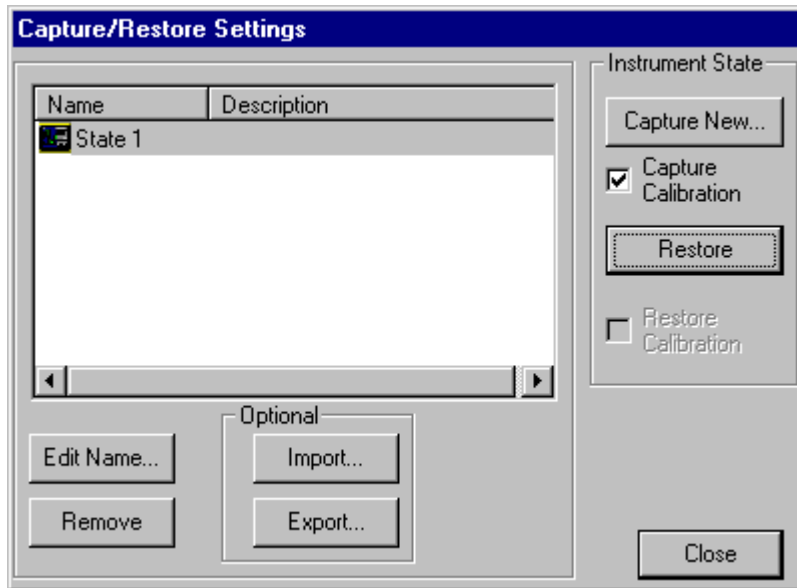 Capture/Restore Settings
Name Description
State 1
Edit Name...
Remove
Optional
Import...
Export...
Instrument State
Capture New...
Capture
Calibration
Restore
Restore
Calibration
Close